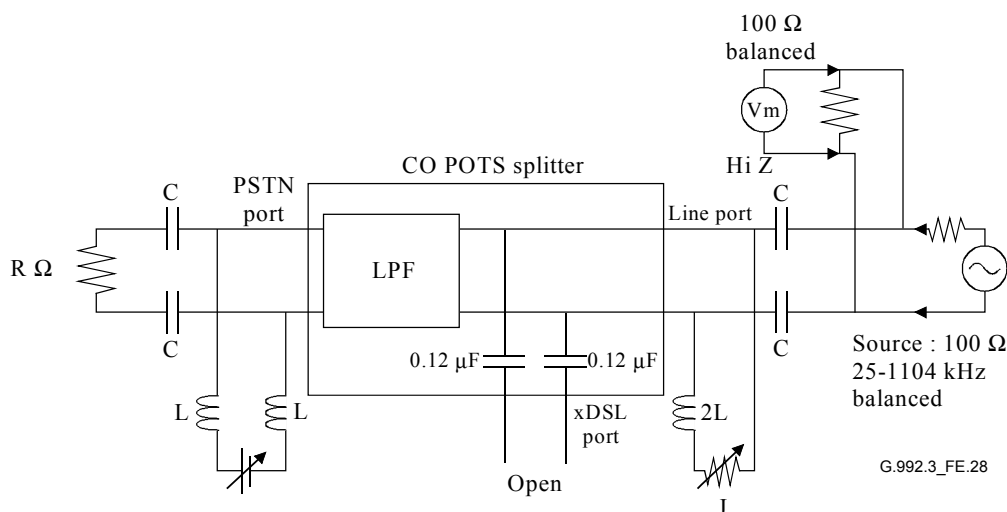 100 Ω
balanced
Vm
Hi Z
CO POTS splitter
PSTN
port
Line port
C
C
R Ω
LPF
C
C
0.12 µF
0.12 µF
Source : 100 Ω
25-1104 kHz
balanced
L
L
xDSL
port
2L
Open
G.992.3_FE.28
I